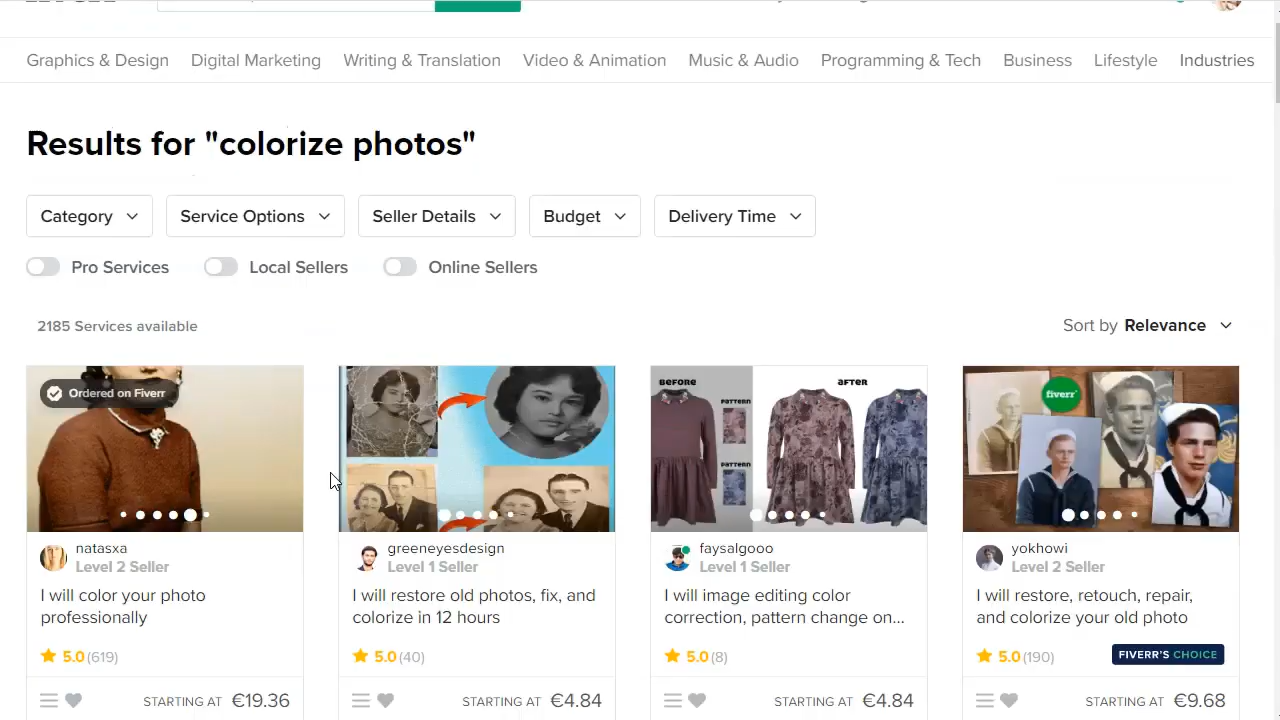 Graphics & Design Digital Marketing Writing & Translation Video & Animation Music & Audio Programming & Tech Business Lifestyle Industries
Results for "colorize photos"
Category Service Options Seller Details Budget Delivery Time
Pro Services Local Sellers Online Sellers
2185 Services available
Sort by Relevance
Ordered on Fiverr
natasxa
Level 2 Seller
I will color your photo
professionally
5.0 (619)
STARTING AT €19.36
greeneyesdesign
Level 1 Seller
I will restore old photos, fix, and
colorize in 12 hours
5.0 (40)
STARTING AT €4.84
BEFORE
AFTER
PATTERN
PATTERN
faysalgooo
Level 1 Seller
I will image editing color
correction, pattern change on...
5.0 (8)
STARTING AT €4.84
fiverr
yokhowi
Level 2 Seller
I will restore, retouch, repair,
and colorize your old photo
5.0 (190)
FIVERR'S CHOICE
STARTING AT €9.68